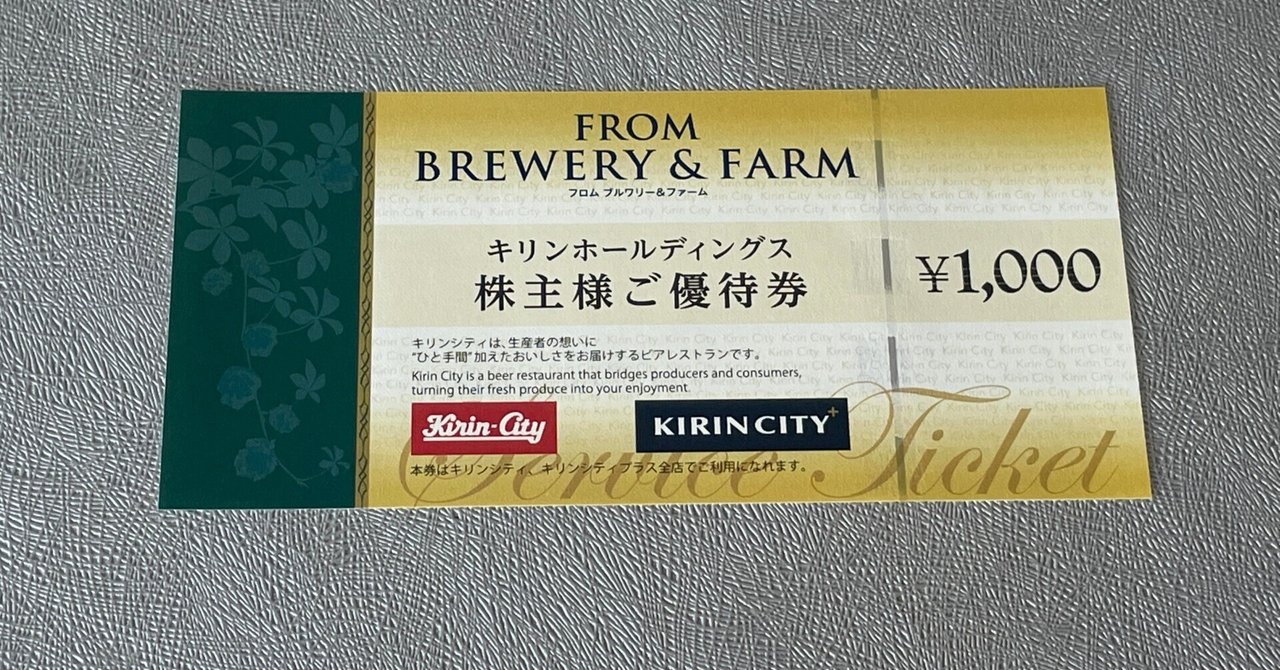 FROM
BREWERY & FARM
フロム ブルワリー&ファーム
キリンホールディングス
株主様ご優待券
¥1,000
キリンシティは、生産者の想いに
“ひと手間”加えたおいしさをお届けするビアレストランです。
Kirin City is a beer restaurant that bridges producers and consumers,
turning their fresh produce into your enjoyment.
Kirin-City
KIRIN CITY+
Service Ticket
本券はキリンシティ、キリンシティプラス全店でご利用になれます。